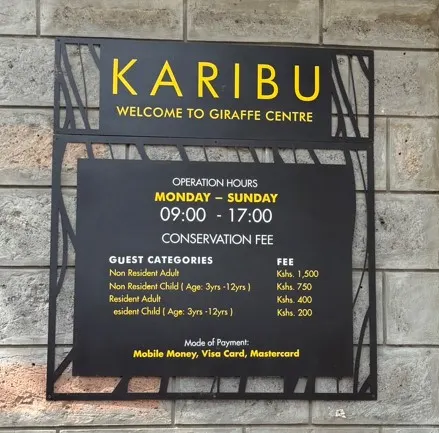 KARIBU
WELCOME TO GIRAFFE CENTRE
OPERATION HOURS
MONDAY – SUNDAY
09:00 - 17:00
CONSERVATION FEE
GUEST CATEGORIES FEE
Non Resident Adult Kshs. 1,500
Non Resident Child ( Age: 3yrs -12yrs ) Kshs. 750
Resident Adult Kshs. 400
esident Child ( Age: 3yrs -12yrs ) Kshs. 200
Mode of Payment:
Mobile Money, Visa Card, Mastercard